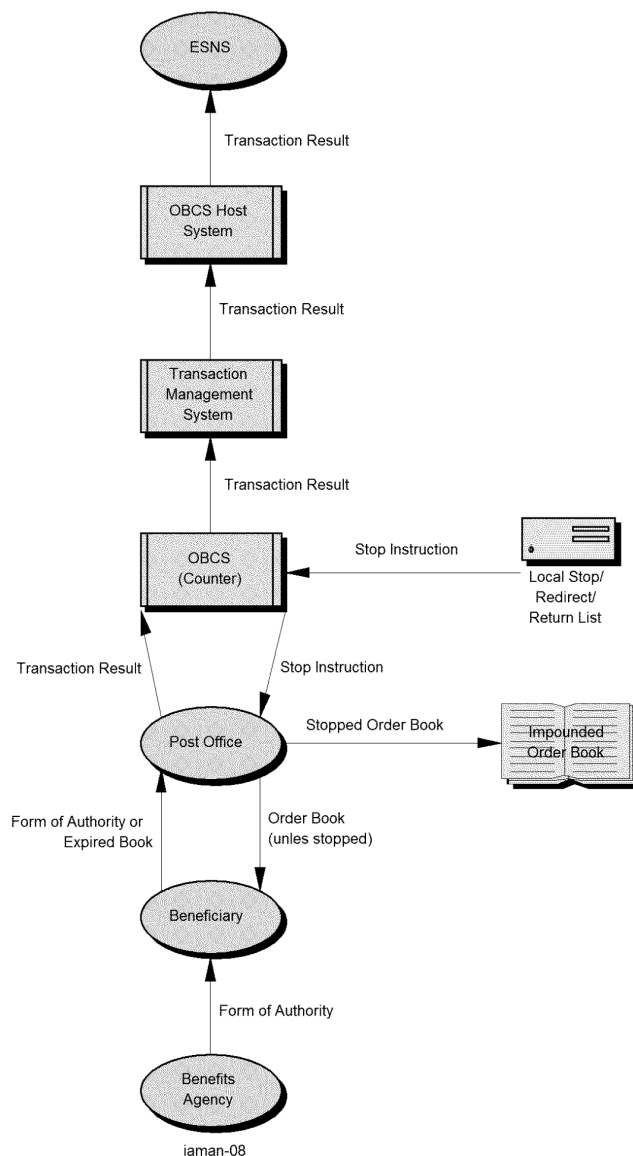 ESNS
Transaction Result
OBCS Host
System
Transaction Result
Transaction
Management
System
Transaction Result
OBCS
(Counter)
Stop Instruction
Local Stop/
Redirect/
Return List
Transaction Result
Stop Instruction
Post Office
Stopped Order Book
Impounded
Order Book
Form of Authority or
Expired Book
Order Book
(unles stopped)
Beneficiary
Form of Authority
Benefits
Agency
iaman-08